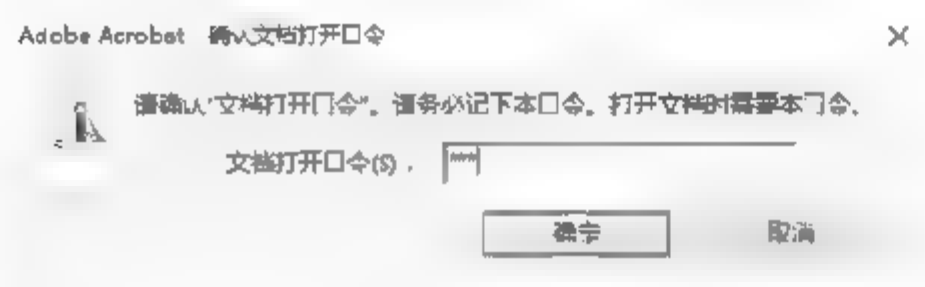 Adobe Acrobat - 确认文档打开口令
请确认“文档打开口令”。请务必记下本口令。打开文档时需要本口令。
文档打开口令(S): ***
确定 取消